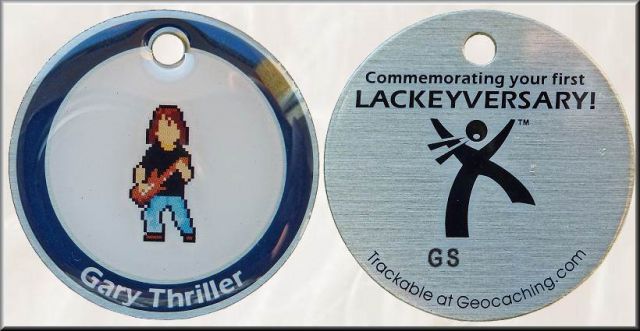 Gary Thriller
Commemorating your first
LACKEYVERSARY!
™
GS
Trackable at Geocaching.com